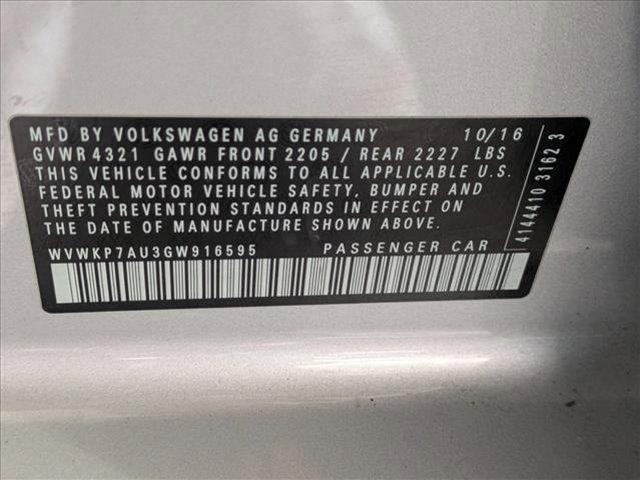 MFD BY VOLKSWAGEN AG GERMANY 10/16
GVWR 4321 GAWR FRONT 2205 / REAR 2227 LBS
THIS VEHICLE CONFORMS TO ALL APPLICABLE U.S.
FEDERAL MOTOR VEHICLE SAFETY, BUMPER AND
THEFT PREVENTION STANDARDS IN EFFECT ON
THE DATE OF MANUFACTURE SHOWN ABOVE.
WVWKP7AU3GW916595 PASSENGER CAR
4144410 31623